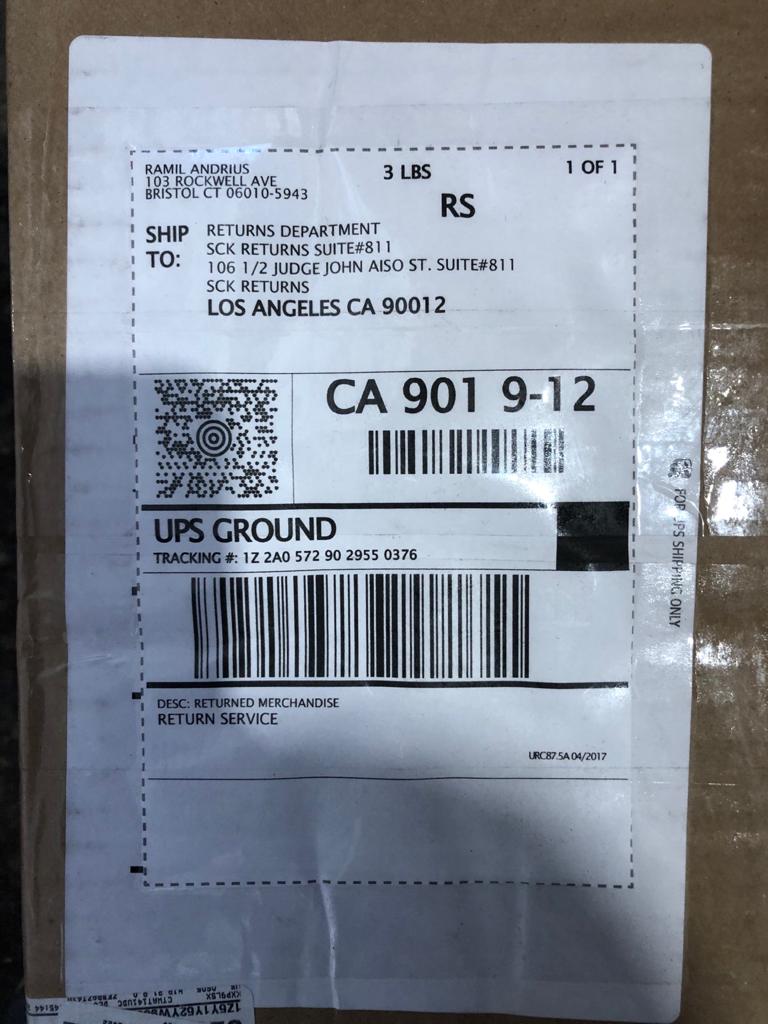 RAMIL ANDRIUS
103 ROCKWELL AVE
BRISTOL CT 06010-5943
3 LBS
1 OF 1
RS
SHIP TO:
RETURNS DEPARTMENT
SCK RETURNS SUITE#811
106 1/2 JUDGE JOHN AISO ST. SUITE#811
SCK RETURNS
LOS ANGELES CA 90012
CA 901 9-12
UPS GROUND
TRACKING #: 1Z 2A0 572 90 2955 0376
DESC: RETURNED MERCHANDISE
RETURN SERVICE
URC87.5A 04/2017
FOR UPS SHIPPING ONLY
45144